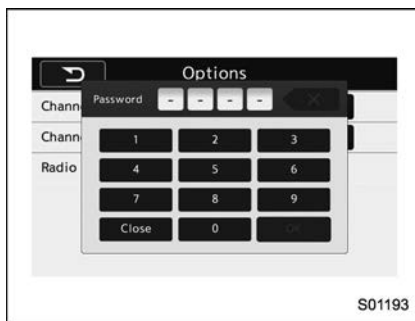 Options
Chann
Password - - - -
Chann
1 2 3
Radio
4 5 6
7 8 9
Close 0 OK
S01193